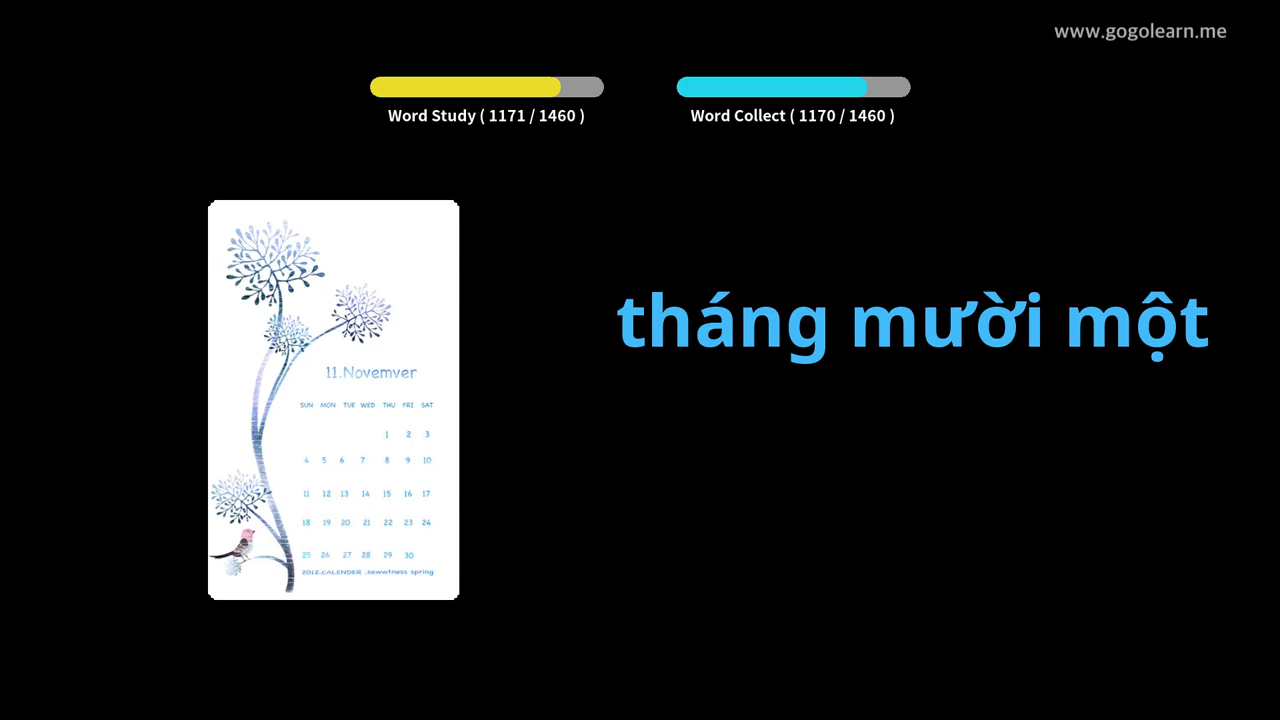 www.gogolearn.me
Word Study ( 1171 / 1460 )
Word Collect ( 1170 / 1460 )
tháng mười một
11.Novemver
SUN MON TUE WED THU FRI SAT
1 2 3
4 5 6 7 8 9 10
11 12 13 14 15 16 17
18 19 20 21 22 23 24
25 26 27 28 29 30
2012.CALENDER .sewwtness spring